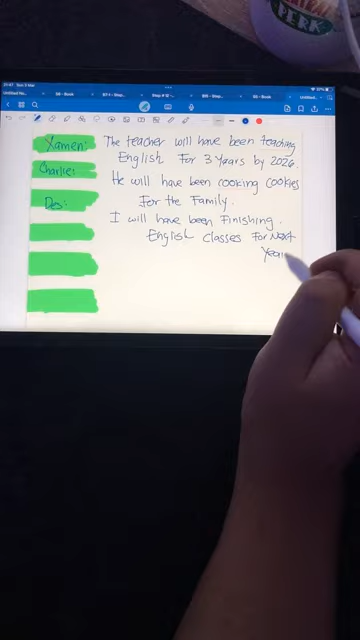 PERK
Xamen: The teacher will have been teaching
English For 3 Years by 2026.
Charlie: He will have been cooking cookies
For the Family.
Des: I will have been Finishing
English classes For Next
Year